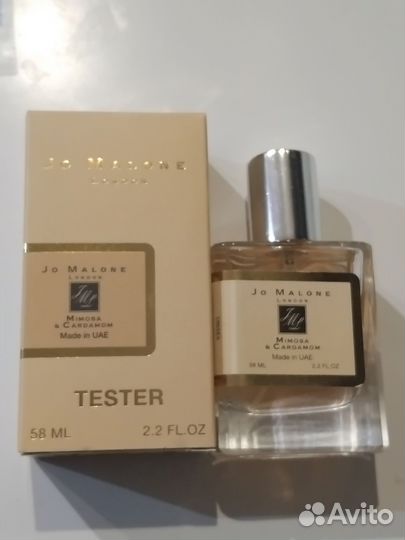 JO MALONE
LONDON
JO MALONE
LONDON
MIMOSA
& CARDAMOM
Made in UAE
TESTER
58 ML 2.2 FL.OZ
JO MALONE
LONDON
MIMOSA
& CARDAMOM
Made in UAE
58 ML 2.2 FL.OZ
Avito